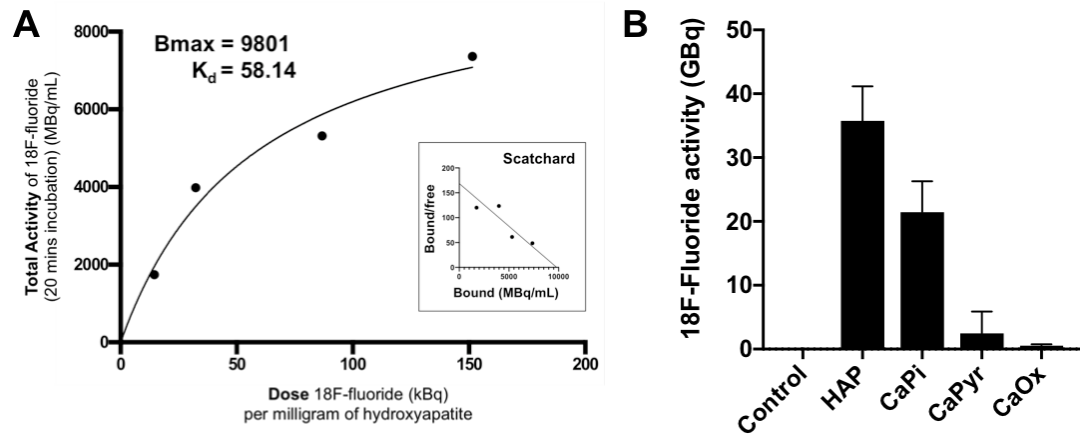 A
Bmax = 9801
Kd = 58.14
Total Activity of 18F-fluoride
(20 mins incubation) (MBq/mL)
8000
6000
4000
2000
0
0 50 100 150 200
Dose 18F-fluoride (kBq)
per milligram of hydroxyapatite
Scatchard
Bound/free
200
150
100
50
0
0 5000 10000
Bound (MBq/mL)
B
18F-Fluoride activity (GBq)
50
40
30
20
10
0
Control HAP CaPi CaPyr CaOx